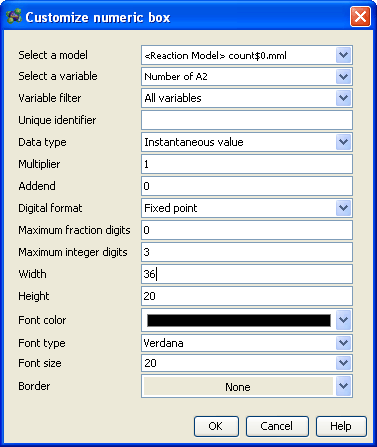 Customize numeric box
Select a model <Reaction Model> count$0.mml
Select a variable Number of A2
Variable filter All variables
Unique identifier
Data type Instantaneous value
Multiplier 1
Addend 0
Digital format Fixed point
Maximum fraction digits 0
Maximum integer digits 3
Width 36
Height 20
Font color
Font type Verdana
Font size 20
Border None
OK Cancel Help